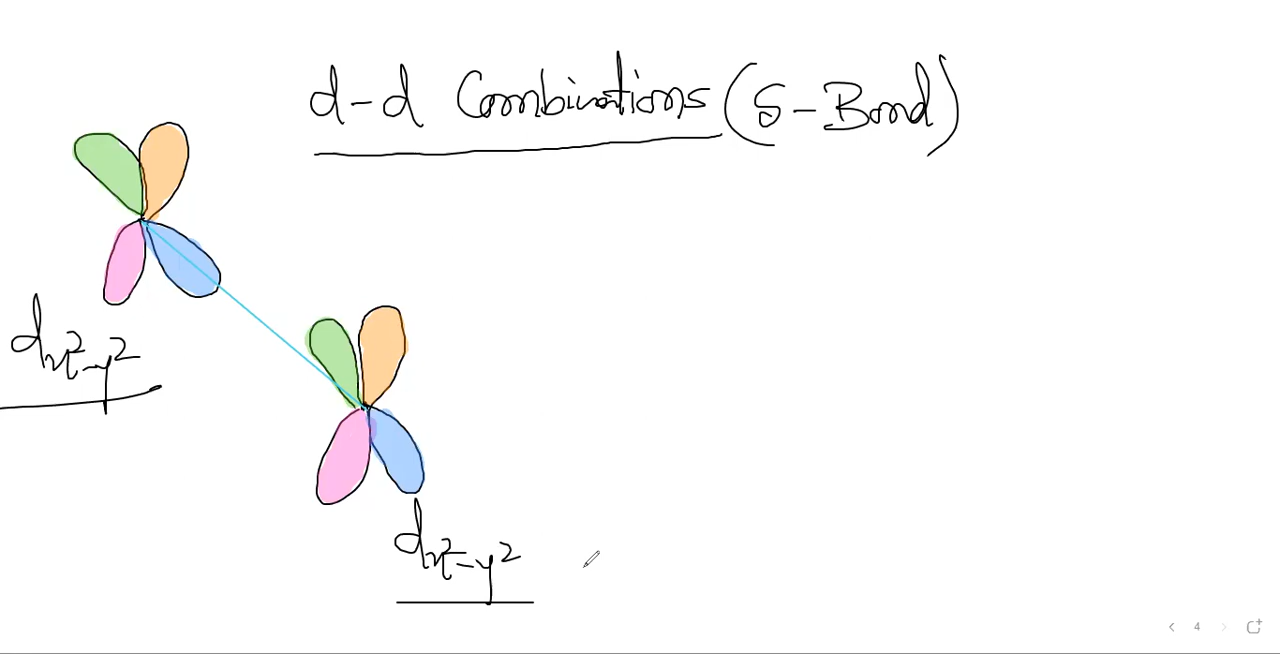 d-d Combinations (δ-Bond)
dx²-y²
dx²-y²
4